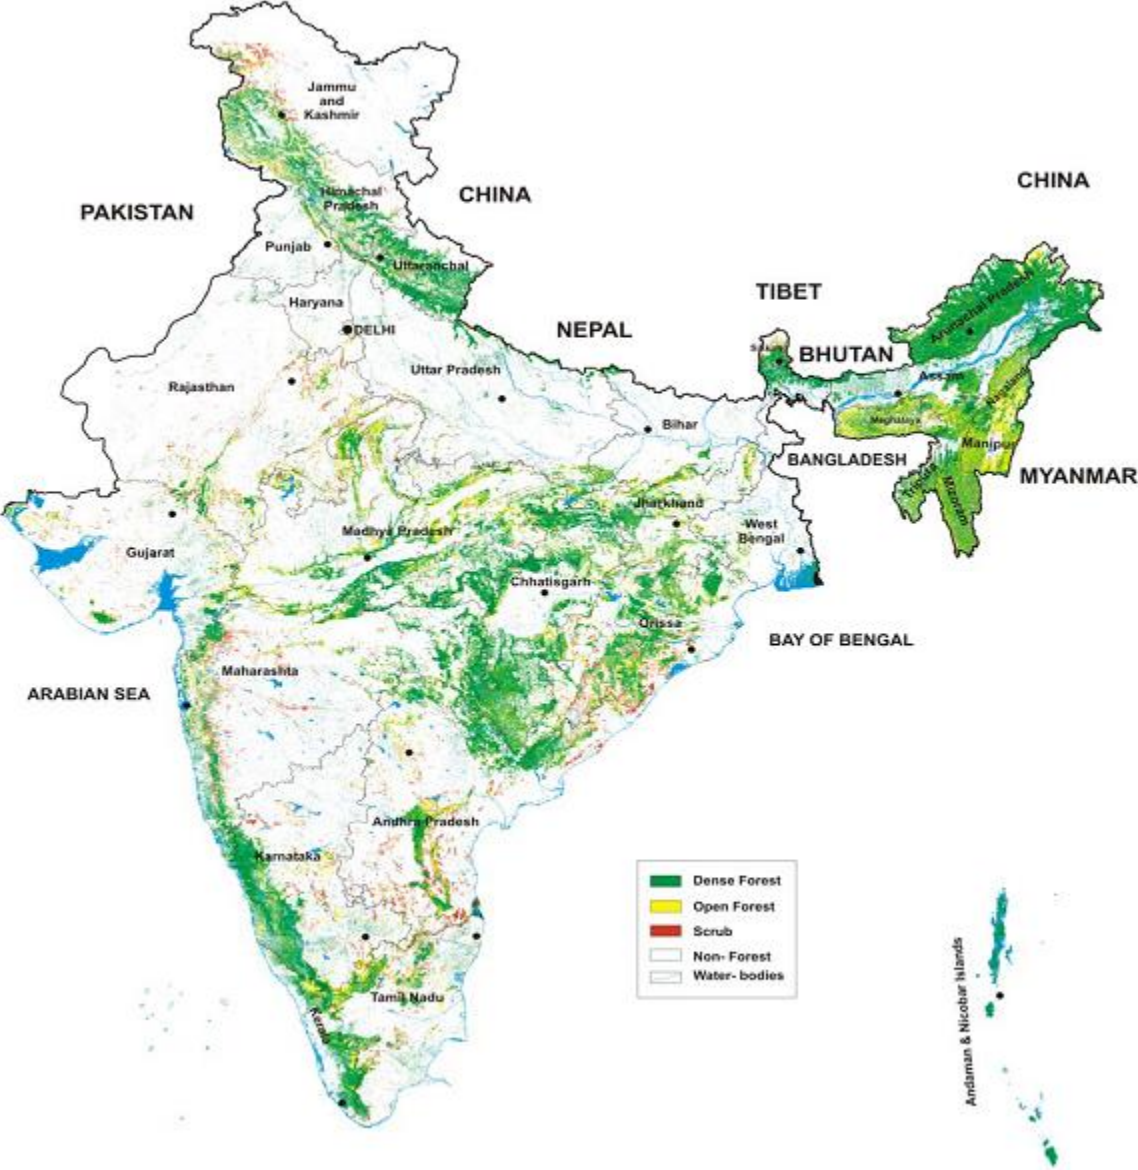 Jammu
and
Kashmir
CHINA
CHINA
PAKISTAN
Himachal
Pradesh
Punjab
Uttaranchal
Haryana
TIBET
DELHI
NEPAL
Arunachal Pradesh
BHUTAN
Uttar Pradesh
Assam
Rajasthan
Nagaland
Bihar
Meghalaya
Manipur
BANGLADESH
MYANMAR
Tripura
Mizoram
Jharkhand
Madhya Pradesh
West
Bengal
Gujarat
Chhatisgarh
Orissa
BAY OF BENGAL
Maharashta
ARABIAN SEA
Andhra Pradesh
Karnataka
Dense Forest
Open Forest
Scrub
Non- Forest
Water- bodies
Tamil Nadu
Kerala
Andaman & Nicobar Islands